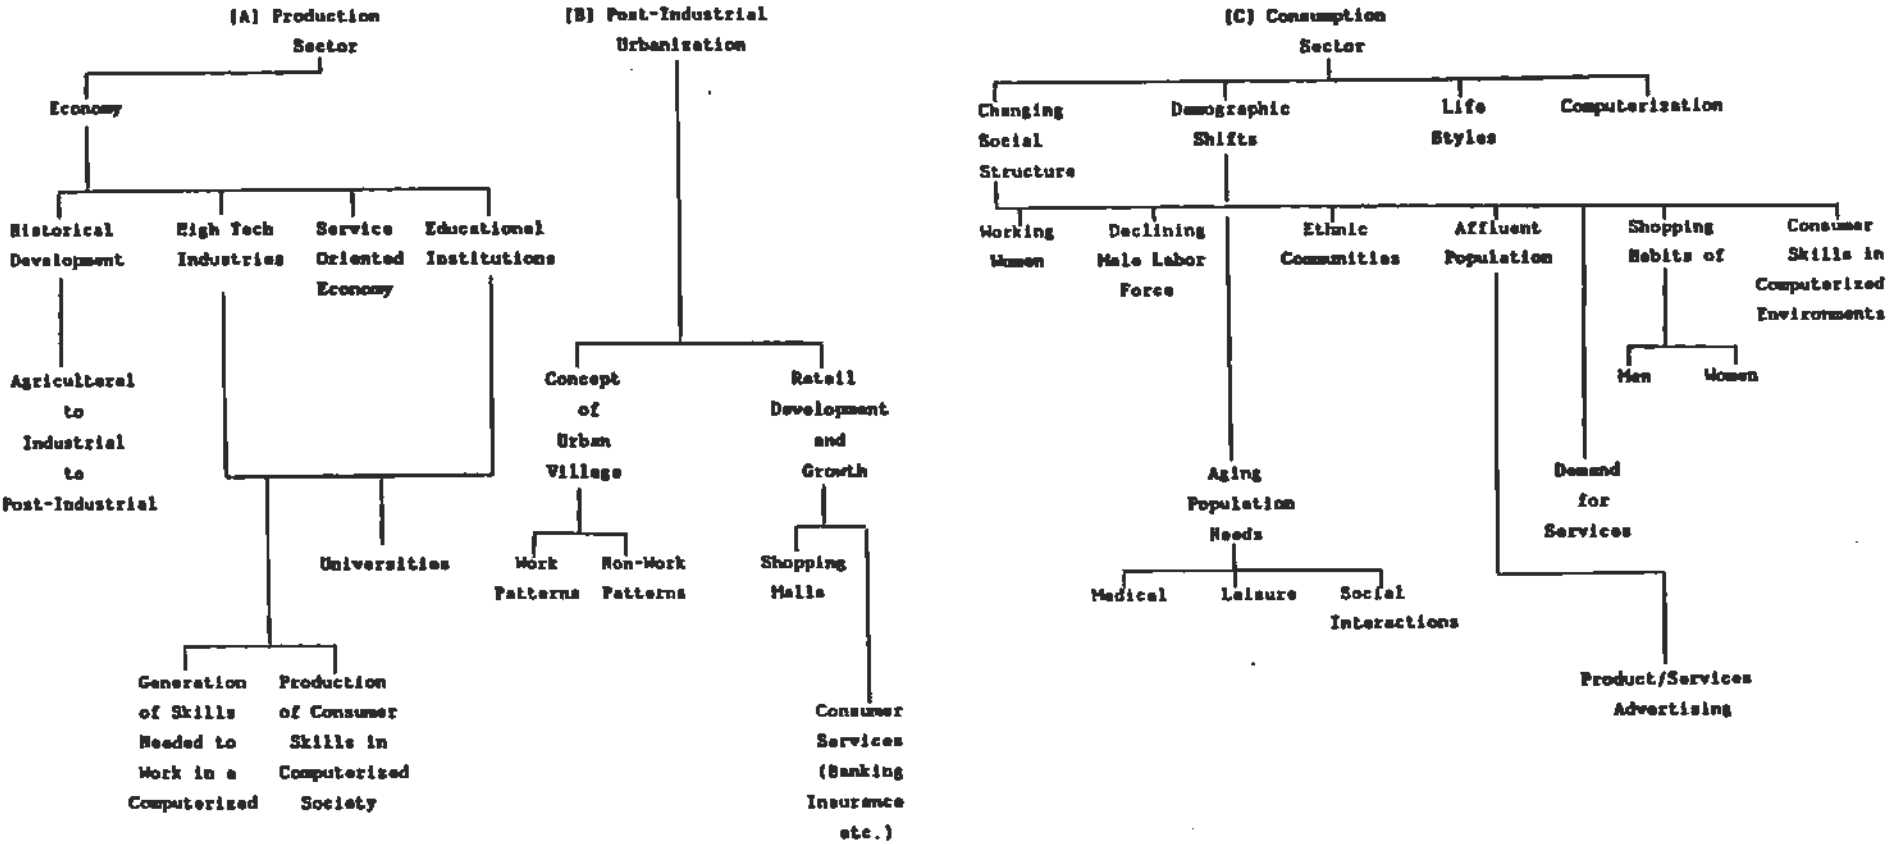 [A] Production
Sector
Economy
Historical
Development
High Tech
Industries
Service
Oriented
Economy
Educational
Institutions
Agricultural
to
Industrial
to
Post-Industrial
Universities
Generation
of Skills
Needed to
Work in a
Computerized
Production
of Consumer
Skills in
Computerized
Society
[B] Post-Industrial
Urbanization
Concept
of
Urban
Village
Work
Patterns
Non-Work
Patterns
Retail
Development
and
Growth
Shopping
Malls
Consumer
Services
(Banking
Insurance
etc.)
[C] Consumption
Sector
Changing
Social
Structure
Demographic
Shifts
Life
Styles
Computerization
Working
Women
Declining
Male Labor
Force
Ethnic
Communities
Affluent
Population
Shopping
Habits of
Consumer
Skills in
Computerized
Environments
Men
Women
Aging
Population
Needs
Medical
Leisure
Social
Interactions
Demand
for
Services
Product/Services
Advertising